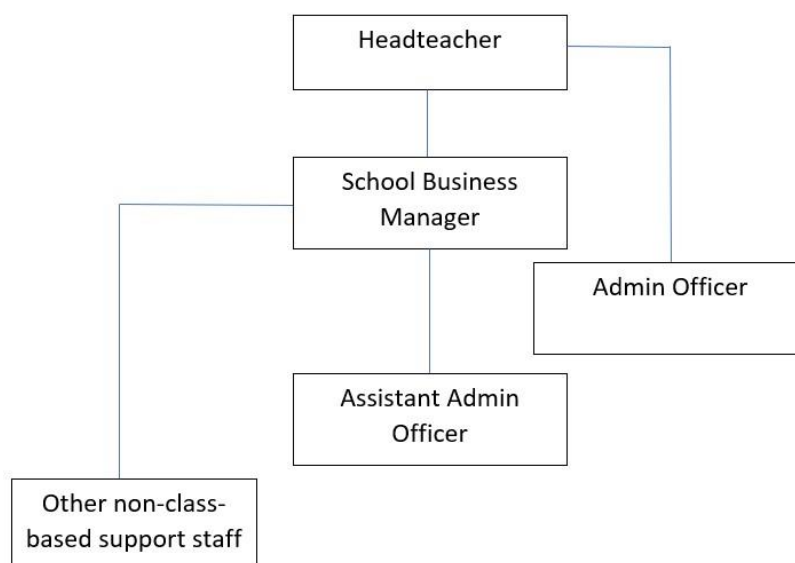 Headteacher
School Business
Manager
Admin Officer
Assistant Admin
Officer
Other non-class-
based support staff